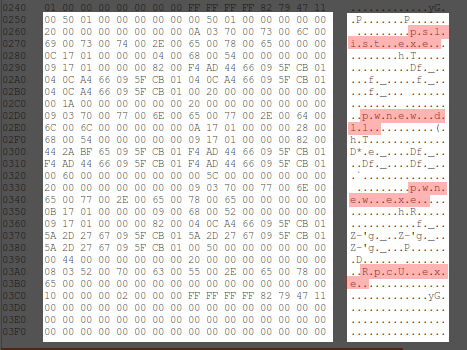 0240 01 00 00 00 00 00 00 00 FF FF FF FF 82 79 47 11 .............yG.
0250 00 50 01 00 00 00 00 00 00 50 01 00 00 00 00 00 .P.......P......
0260 20 00 00 00 00 00 00 00 0A 03 70 00 73 00 6C 00 ..........p.s.l.
0270 69 00 73 00 74 00 2E 00 65 00 78 00 65 00 00 00 i.s.t...e.x.e...
0280 0C 17 01 00 00 00 04 00 68 00 54 00 00 00 00 00 ........h.T.....
0290 09 17 01 00 00 00 82 00 F4 AD 44 66 09 5F CB 01 ..........Df._..
02A0 04 0C A4 66 09 5F CB 01 04 0C A4 66 09 5F CB 01 ...f._.....f._..
02B0 04 0C A4 66 09 5F CB 01 00 20 00 00 00 00 00 00 ...f._... ......
02C0 00 1A 00 00 00 00 00 00 20 00 00 00 00 00 00 00 ........ .......
02D0 09 03 70 00 77 00 6E 00 65 00 77 00 2E 00 64 00 ..p.w.n.e.w...d.
02E0 6C 00 6C 00 00 00 00 00 0A 17 01 00 00 00 28 00 l.l...........(.
02F0 68 00 54 00 00 00 00 00 09 17 01 00 00 00 82 00 h.T.............
0300 44 2A BF 65 09 5F CB 01 F4 AD 44 66 09 5F CB 01 D*.e._....Df._..
0310 F4 AD 44 66 09 5F CB 01 F4 AD 44 66 09 5F CB 01 ..Df._....Df._..
0320 00 60 00 00 00 00 00 00 00 5C 00 00 00 00 00 00 .`.......\......
0330 20 00 00 00 00 00 00 00 09 03 70 00 77 00 6E 00 ..........p.w.n.
0340 65 00 77 00 2E 00 65 00 78 00 65 00 00 00 00 00 e.w...e.x.e.....
0350 0B 17 01 00 00 00 09 00 68 00 52 00 00 00 00 00 ........h.R.....
0360 09 17 01 00 00 00 82 00 04 0C A4 66 09 5F CB 01 ...........f._..
0370 5A 2D 27 67 09 5F CB 01 5A 2D 27 67 09 5F CB 01 Z-'g._..Z-'g._..
0380 5A 2D 27 67 09 5F CB 01 00 50 00 00 00 00 00 00 Z-'g._...P......
0390 00 44 00 00 00 00 00 00 20 00 00 00 00 00 00 00 .D...... .......
03A0 08 03 52 00 70 00 63 00 55 00 2E 00 65 00 78 00 ..R.p.c.U...e.x.
03B0 65 00 00 00 00 00 00 00 00 00 00 00 00 00 00 00 e...............
03C0 10 00 00 00 02 00 00 00 FF FF FF FF 82 79 47 11 .............yG.
03D0 00 00 00 00 00 00 00 00 00 00 00 00 00 00 00 00 ................
03E0 00 00 00 00 00 00 00 00 00 00 00 00 00 00 00 00 ................
03F0 00 00 00 00 00 00 00 00 00 00 00 00 00 00 00 00 ................